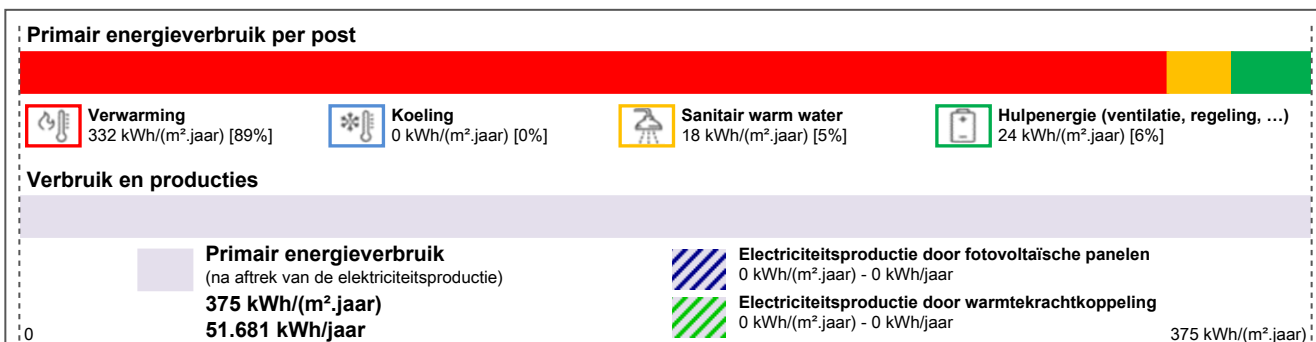 Primair energieverbruik per post
Verwarming
332 kWh/(m².jaar) [89%]
Koeling
0 kWh/(m².jaar) [0%]
Sanitair warm water
18 kWh/(m².jaar) [5%]
Hulpenergie (ventilatie, regeling, …)
24 kWh/(m².jaar) [6%]
Verbruik en producties
Primair energieverbruik
(na aftrek van de elektriciteitsproductie)
375 kWh/(m².jaar)
51.681 kWh/jaar
Electriciteitsproductie door fotovoltaïsche panelen
0 kWh/(m².jaar) - 0 kWh/jaar
Electriciteitsproductie door warmtekrachtkoppeling
0 kWh/(m².jaar) - 0 kWh/jaar
0
375 kWh/(m².jaar)